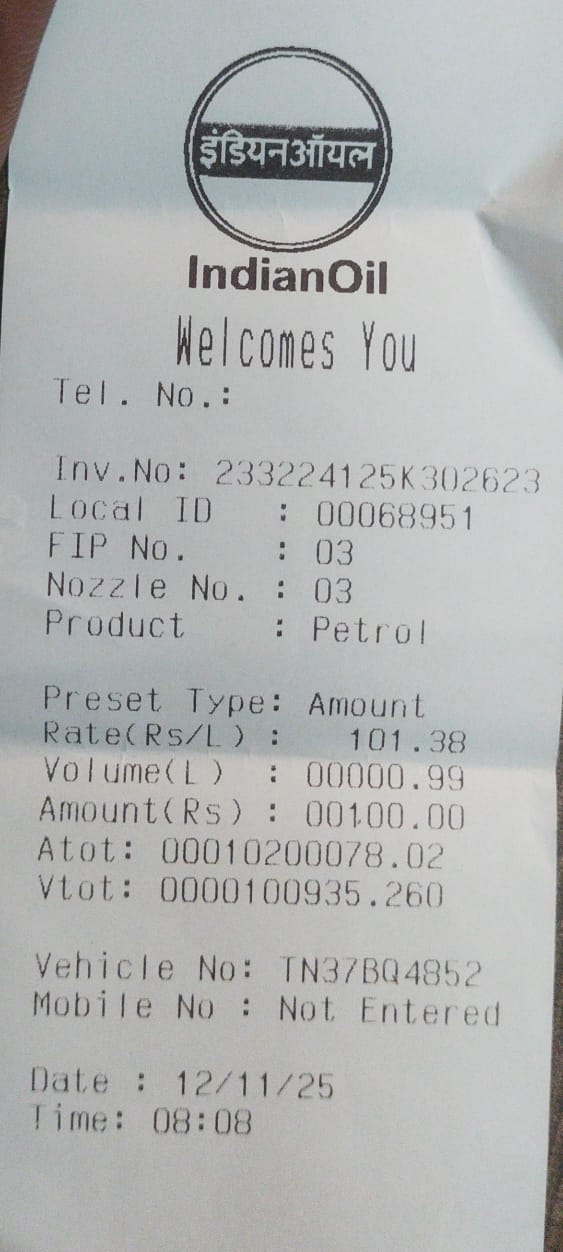 इंडियनऑयल
IndianOil
Welcomes You
Tel. No.:
Inv.No: 233224125K302623
Local ID : 00068951
FIP No. : 03
Nozzle No. : 03
Product : Petrol
Preset Type: Amount
Rate(Rs/L) : 101.38
Volume(L) : 00000.99
Amount(Rs) : 00100.00
Atot: 00010200078.02
Vtot: 0000100935.260
Vehicle No: TN37BQ4852
Mobile No : Not Entered
Date : 12/11/25
Time: 08:08